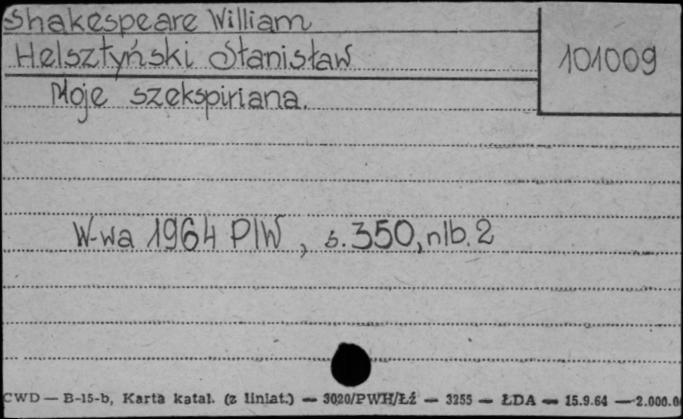 Shakespeare William
Helsztyński Stanisław
101009
Moje szekspiriana.
W-wa 1964 PIW, s. 350, nlb. 2
CWD — B-15-b, Karta katal. (z liniat.) — 3020/PWH/Łź — 3255 — ŁDA — 15.9.64 — 2.000.0